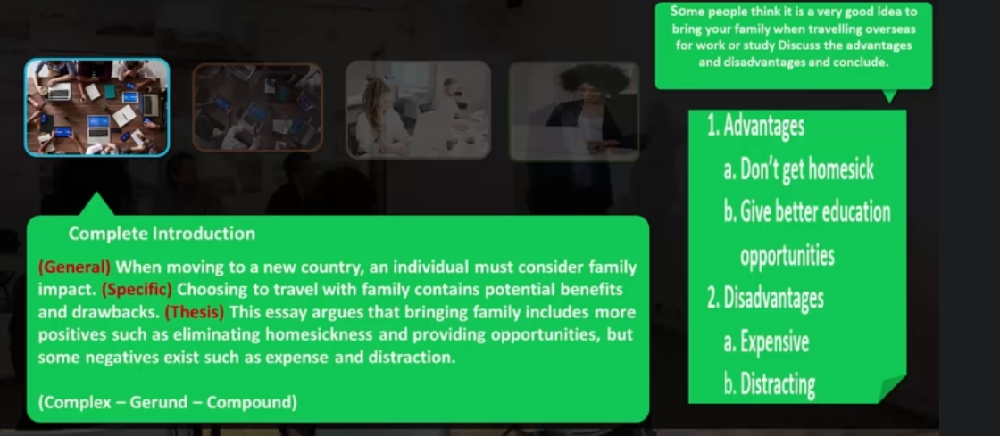 Some people think it is a very good idea to
bring your family when travelling overseas
for work or study Discuss the advantages
and disadvantages and conclude.
1. Advantages
a. Don't get homesick
b. Give better education
opportunities
2. Disadvantages
a. Expensive
b. Distracting
Complete Introduction
(General) When moving to a new country, an individual must consider family
impact. (Specific) Choosing to travel with family contains potential benefits
and drawbacks. (Thesis) This essay argues that bringing family includes more
positives such as eliminating homesickness and providing opportunities, but
some negatives exist such as expense and distraction.
(Complex – Gerund – Compound)